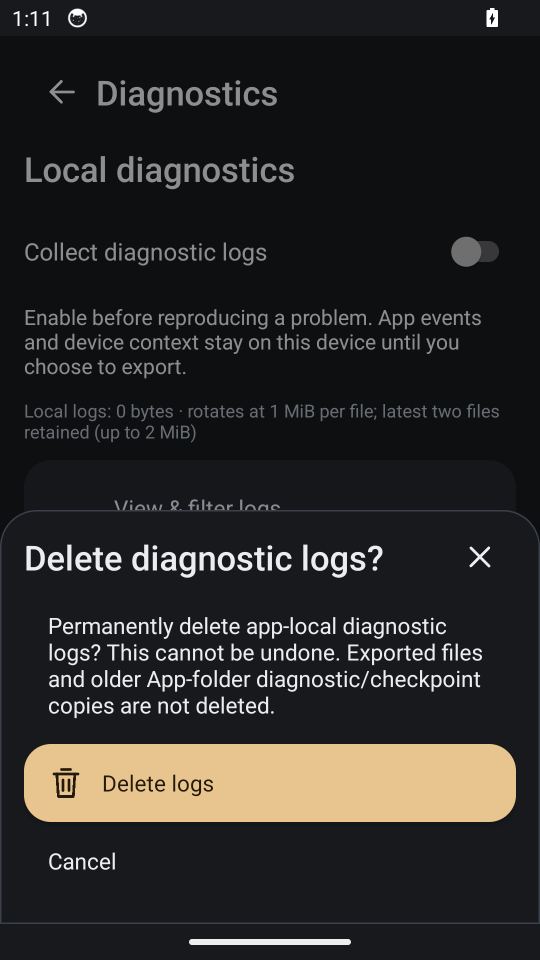 1:11
Diagnostics
Local diagnostics
Collect diagnostic logs
Enable before reproducing a problem. App events
and device context stay on this device until you
choose to export.
Local logs: 0 bytes · rotates at 1 MiB per file; latest two files
retained (up to 2 MiB)
View & filter logs
Delete diagnostic logs?
Permanently delete app-local diagnostic
logs? This cannot be undone. Exported files
and older App-folder diagnostic/checkpoint
copies are not deleted.
Delete logs
Cancel